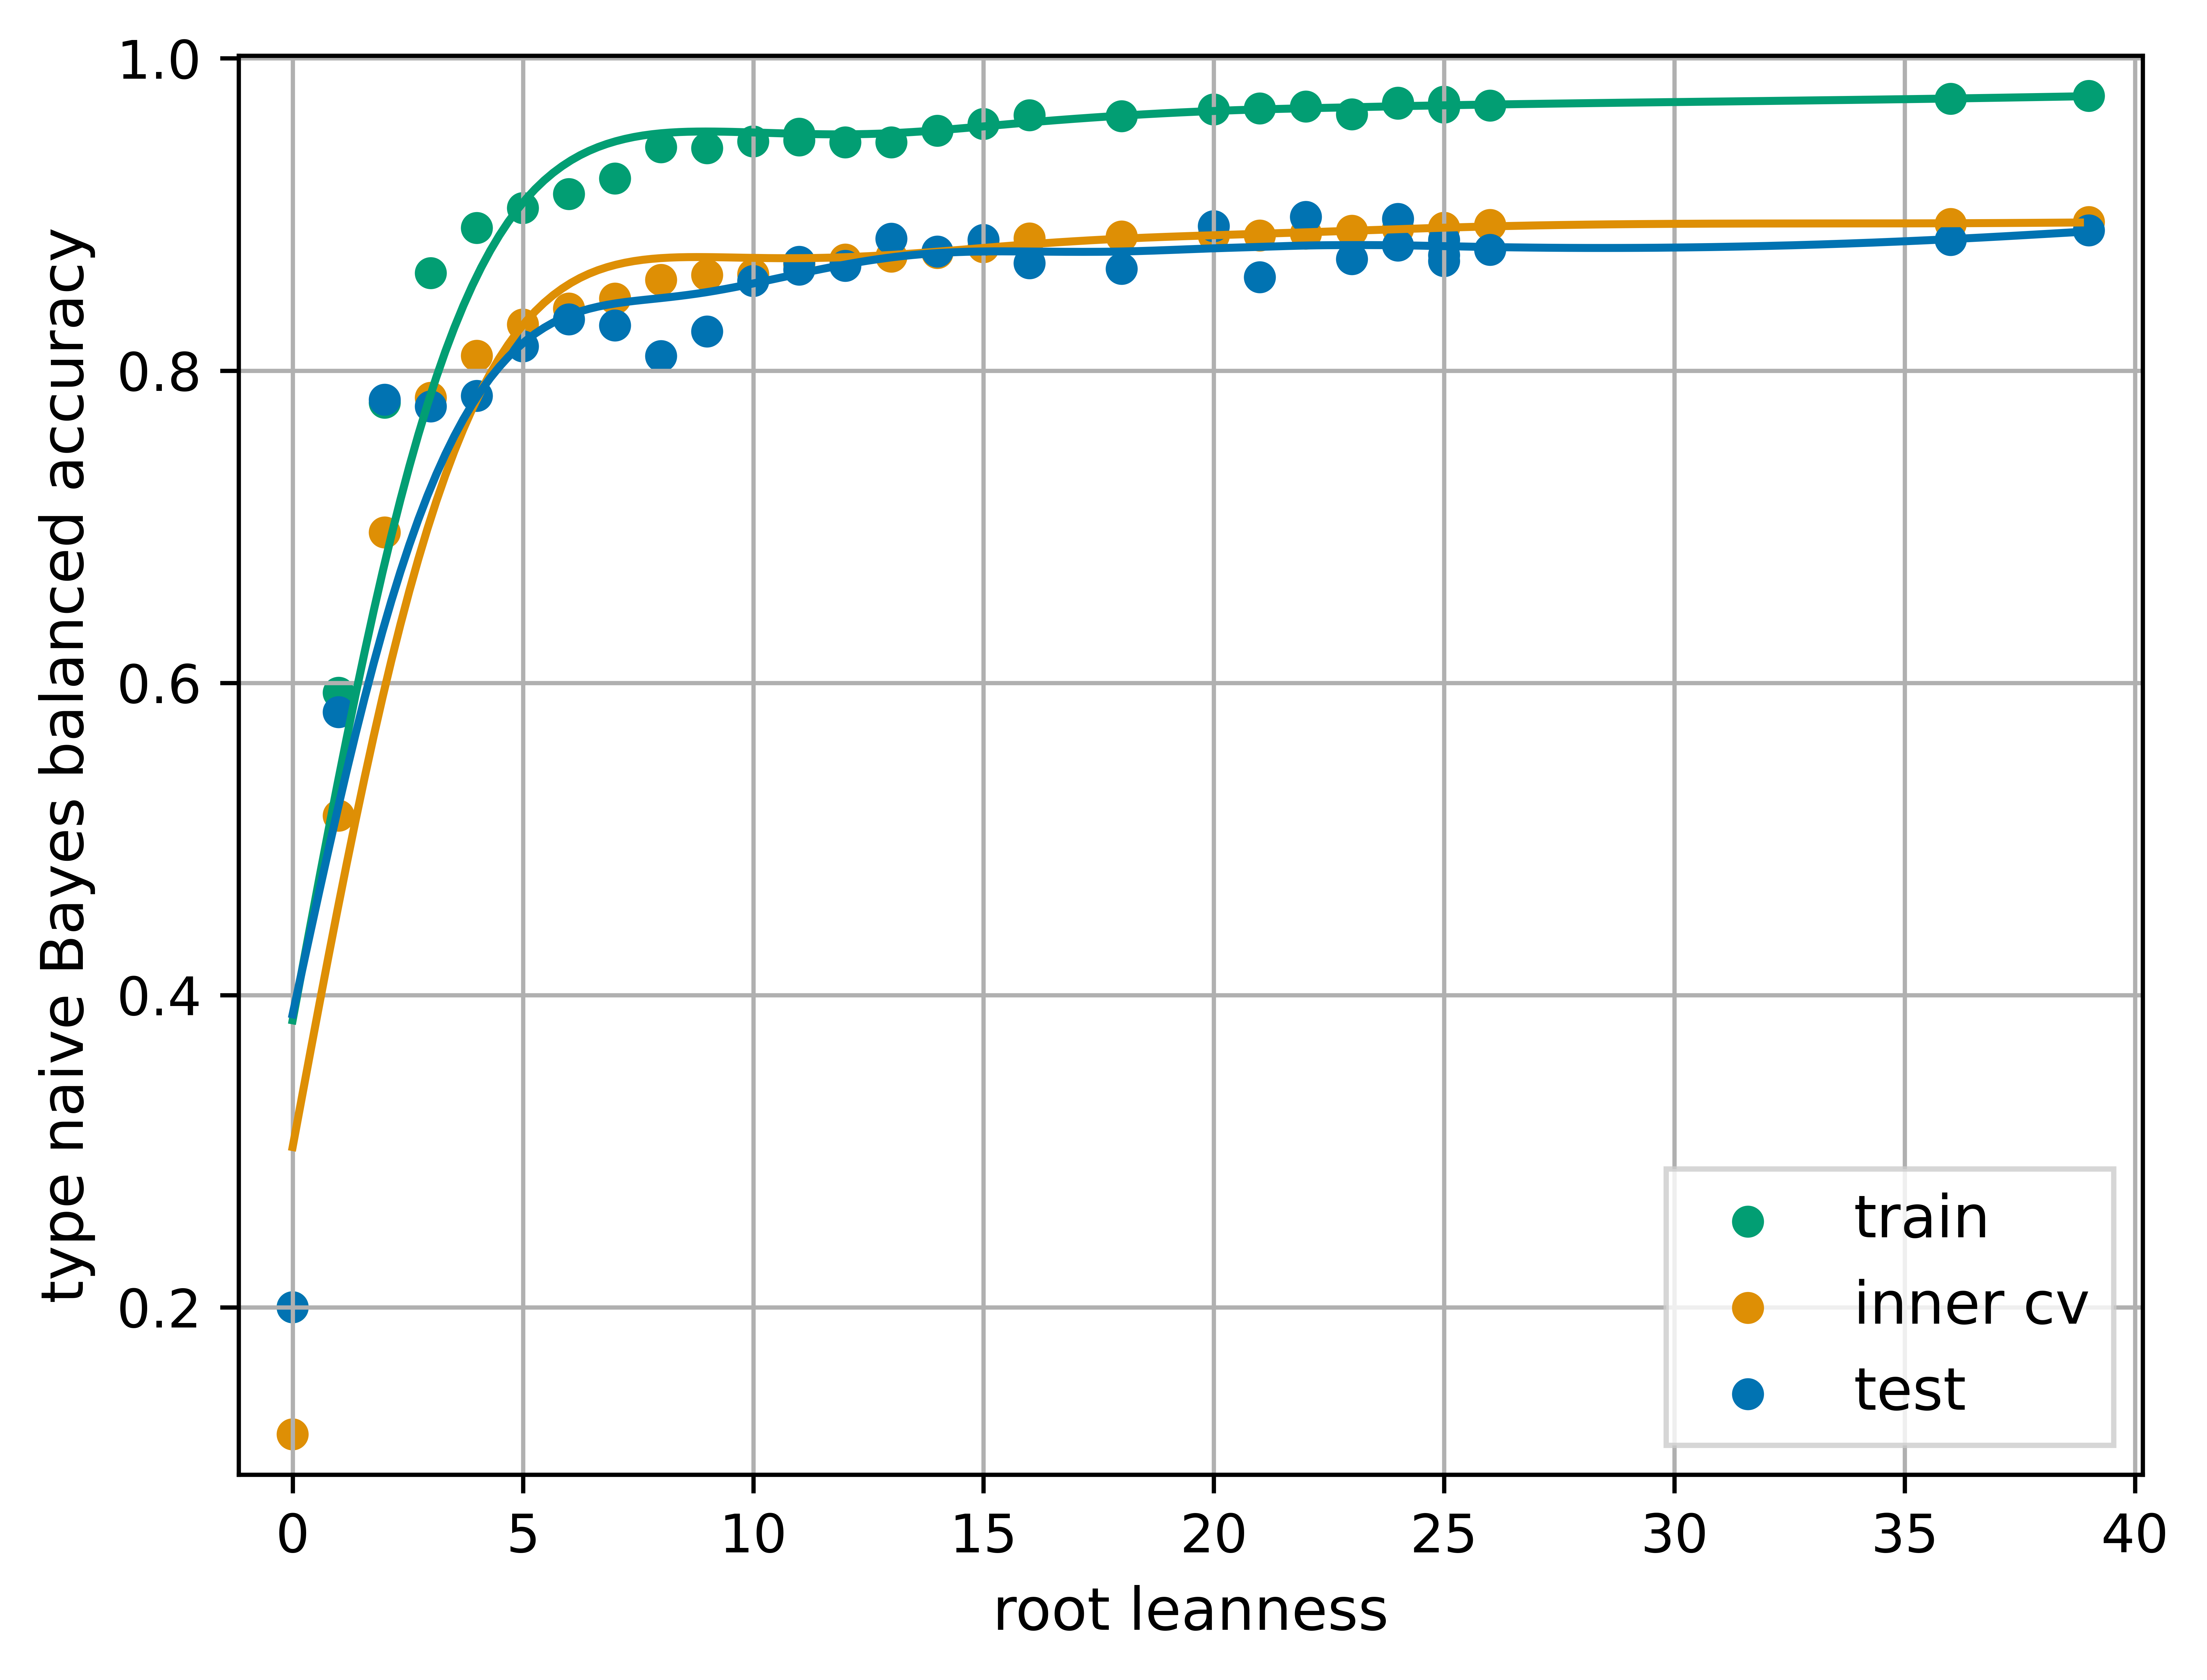 type naive Bayes balanced accuracy
1.0
0.8
0.6
0.4
0.2
0 5 10 15 20 25 30 35 40
root leanness
train
inner cv
test